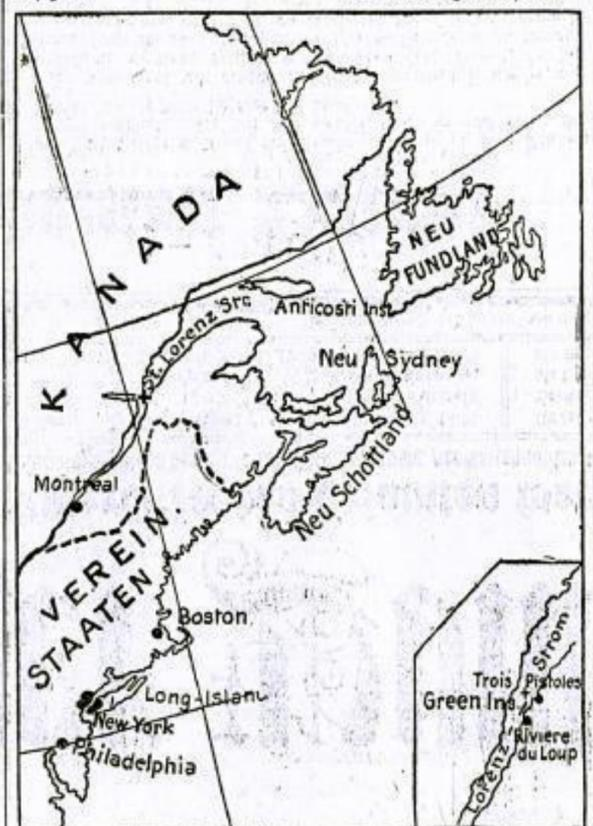 KANADA
NEU
FUNDLAND
Anticosti Ins.
St. Lorenz Str.
Neu Sydney
Neu Schottland
Montreal
VEREIN.
STAATEN
Boston
Long-Island
New York
Philadelphia
Strom
Trois Pistoles
Green Ins.
Riviere
du Loup
Lorenz